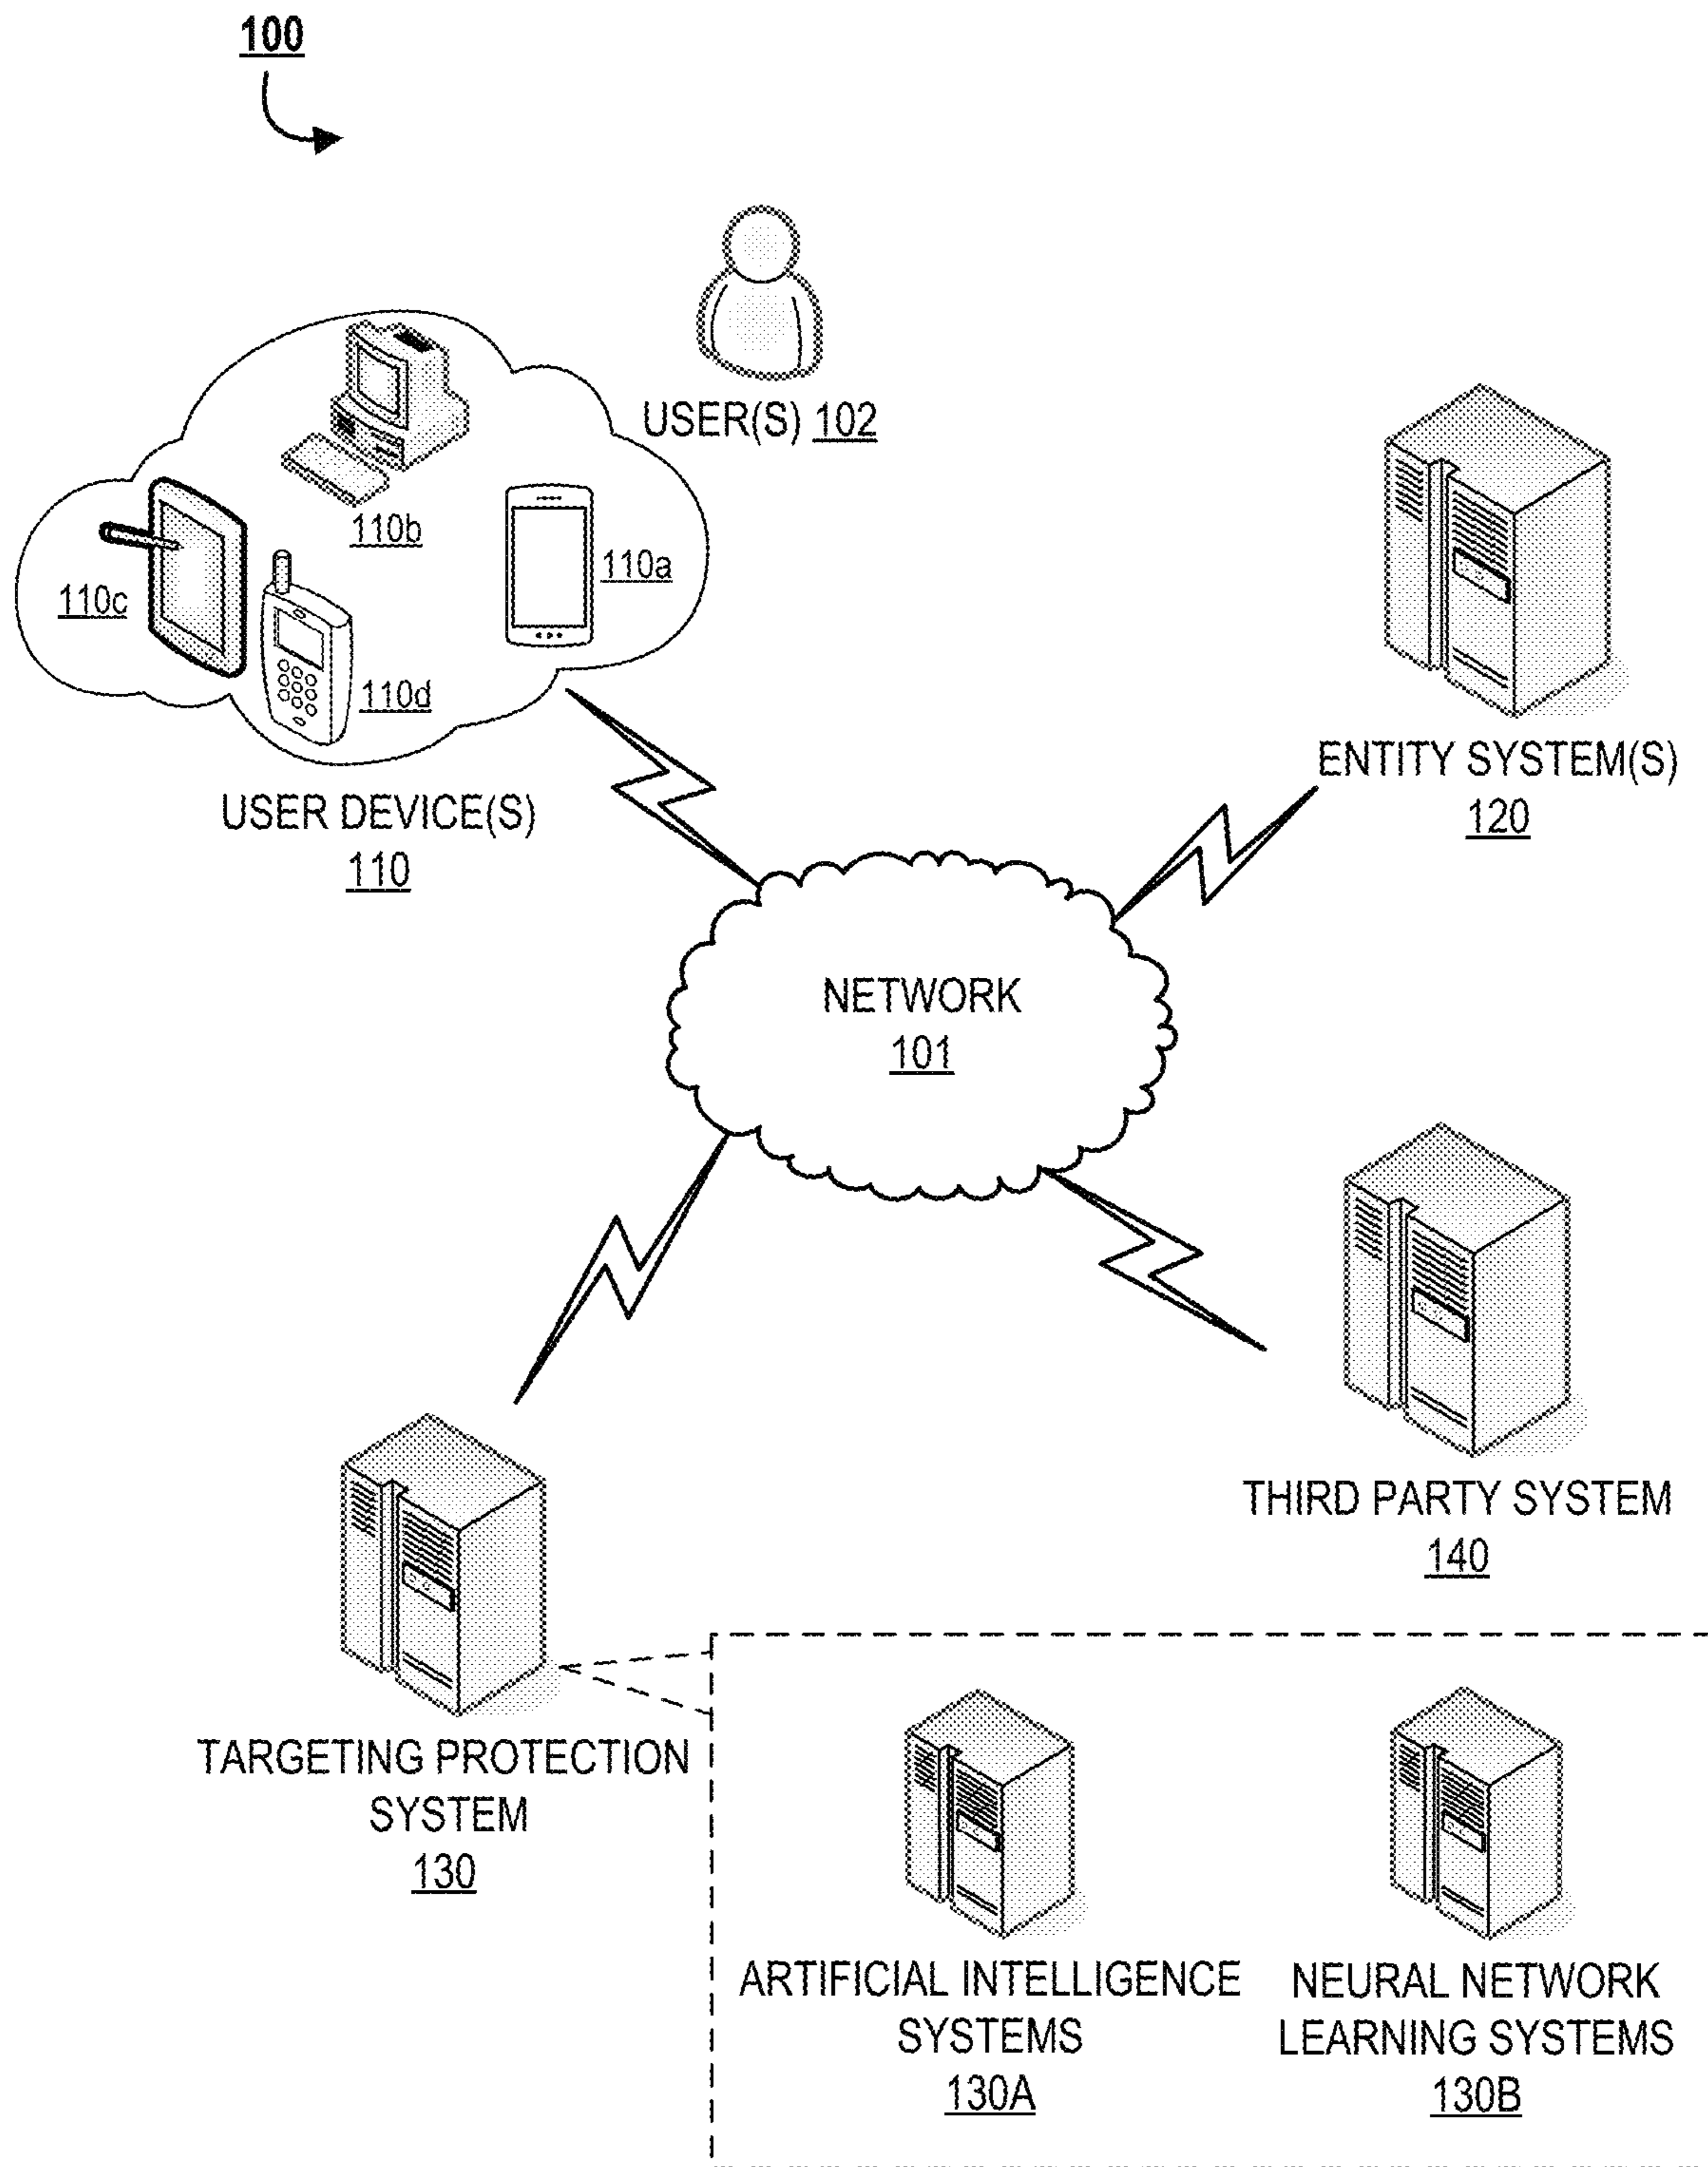 100
USER(S) 102
110b
110a
110c
110d
USER DEVICE(S)
110
ENTITY SYSTEM(S)
120
NETWORK
101
THIRD PARTY SYSTEM
140
TARGETING PROTECTION
SYSTEM
130
ARTIFICIAL INTELLIGENCE
SYSTEMS
130A
NEURAL NETWORK
LEARNING SYSTEMS
130B